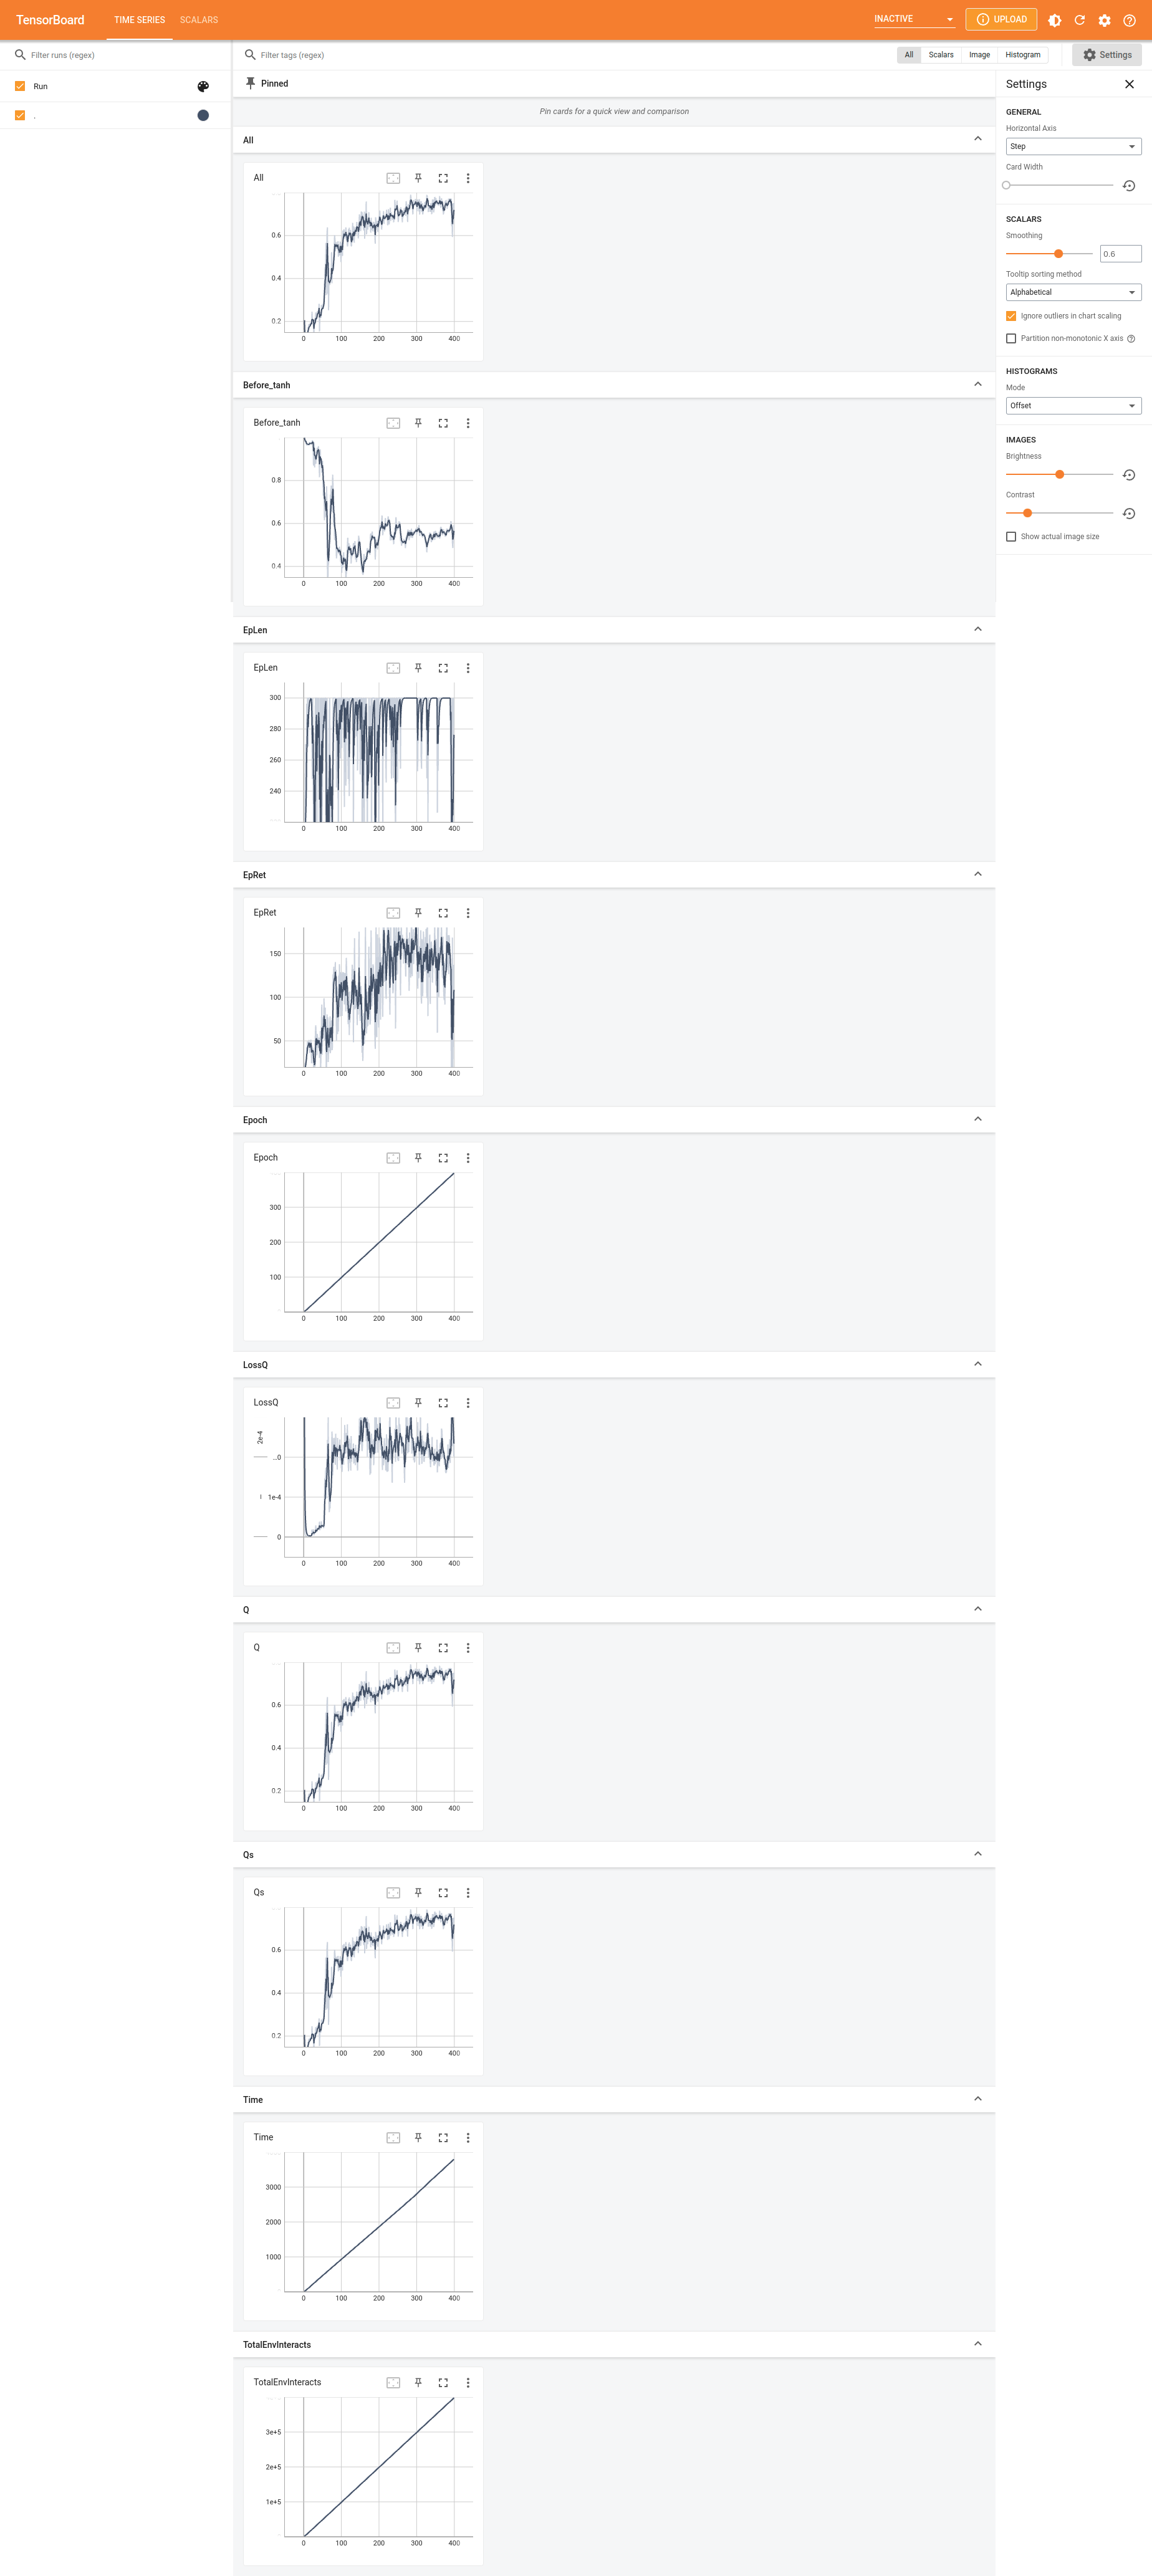 TensorBoard TIME SERIES SCALARS INACTIVE UPLOAD
Filter runs (regex) Filter tags (regex) All Scalars Image Histogram Settings
Run
.
Pinned
Pin cards for a quick view and comparison
All
All
0.6
0.4
0.2
0 100 200 300 400
Before_tanh
Before_tanh
0.8
0.6
0.4
0 100 200 300 400
EpLen
EpLen
300
280
260
240
0 100 200 300 400
EpRet
EpRet
150
100
50
0 100 200 300 400
Epoch
Epoch
300
200
100
0 100 200 300 400
LossQ
LossQ
2e-4
...0
1e-4
0
0 100 200 300 400
Q
Q
0.6
0.4
0.2
0 100 200 300 400
Qs
Qs
0.6
0.4
0.2
0 100 200 300 400
Time
Time
3000
2000
1000
0 100 200 300 400
TotalEnvInteracts
TotalEnvInteracts
3e+5
2e+5
1e+5
0 100 200 300 400
Settings
GENERAL
Horizontal Axis
Step
Card Width
SCALARS
Smoothing
0.6
Tooltip sorting method
Alphabetical
Ignore outliers in chart scaling
Partition non-monotonic X axis
HISTOGRAMS
Mode
Offset
IMAGES
Brightness
Contrast
Show actual image size